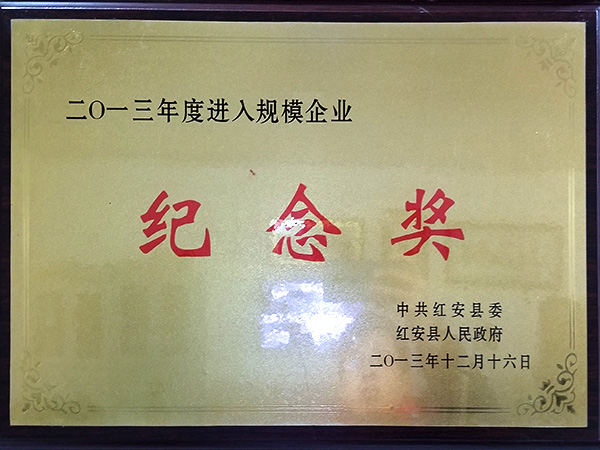 二〇一三年度进入规模企业
纪念奖
中共红安县委
红安县人民政府
二〇一三年十二月十六日